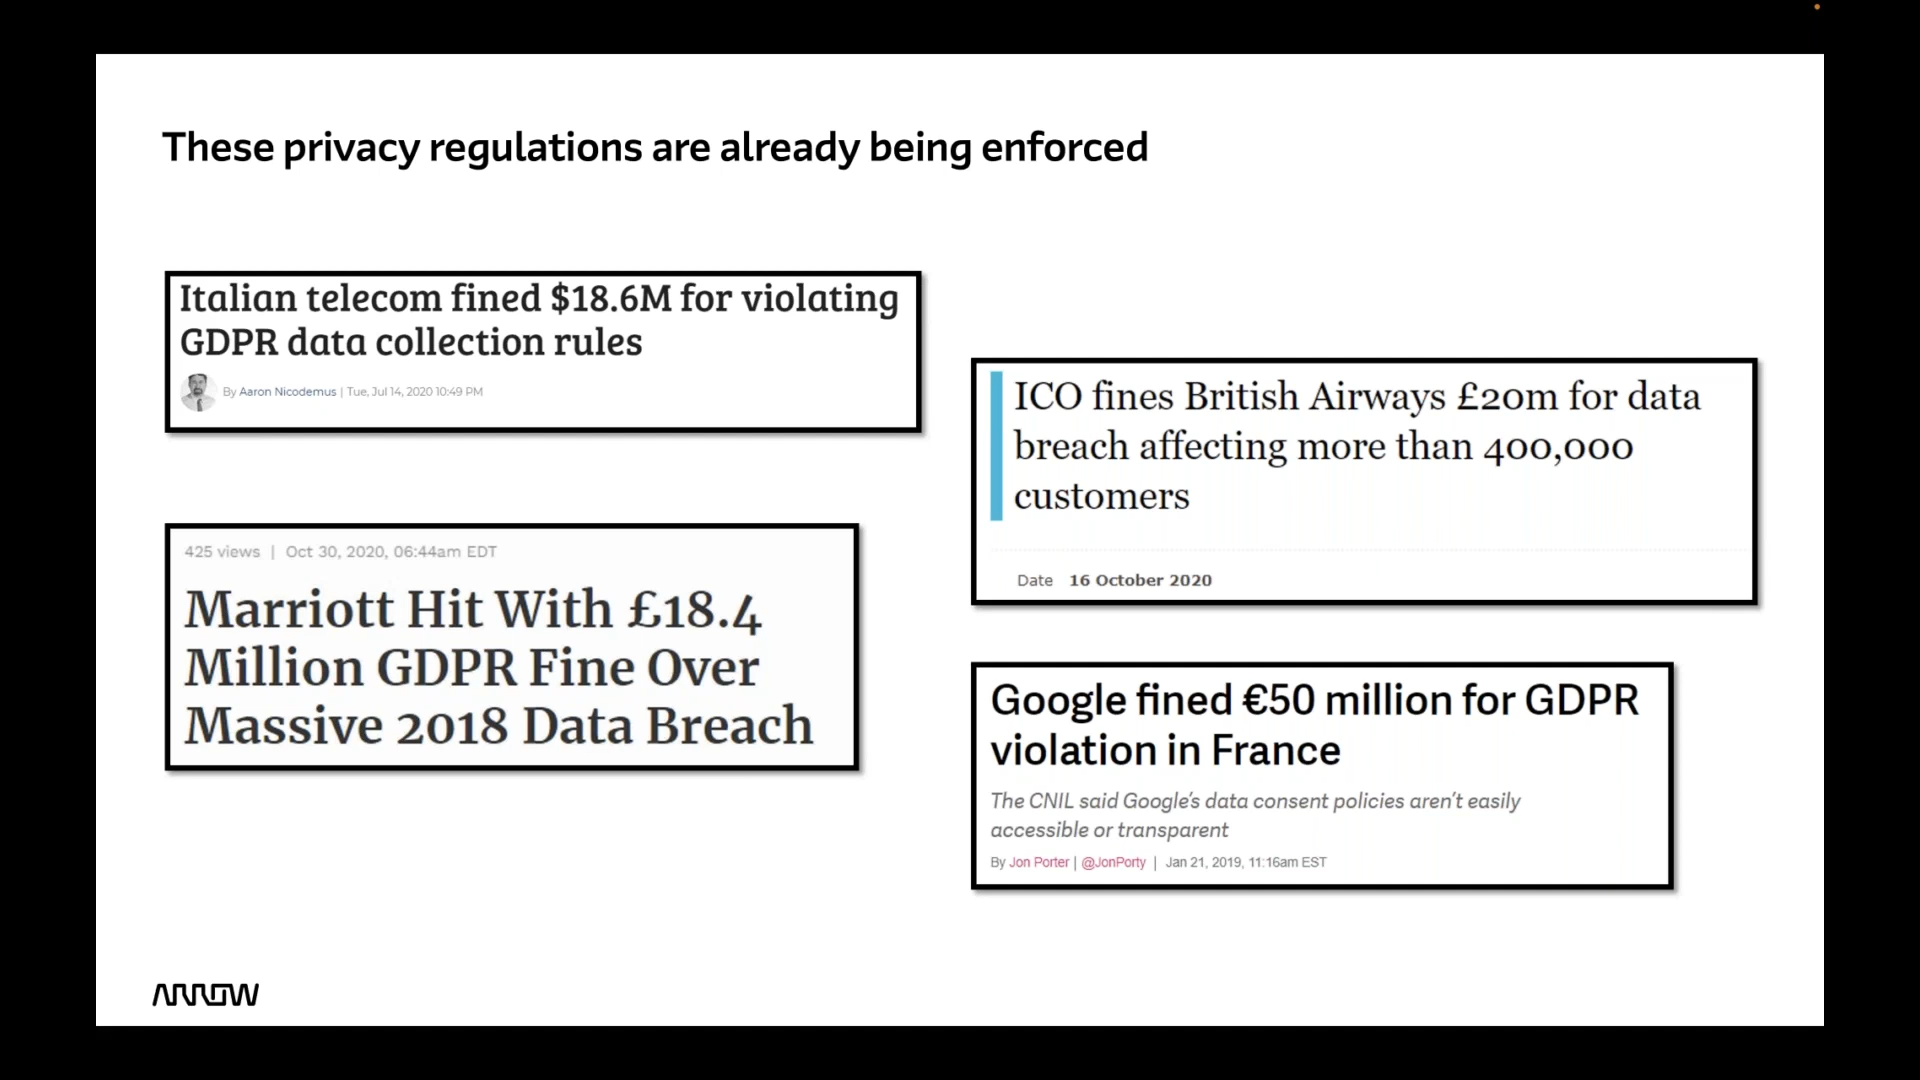 These privacy regulations are already being enforced
Italian telecom fined $18.6M for violating
GDPR data collection rules
By Aaron Nicodemus | Tue, Jul 14, 2020 10:49 PM
ICO fines British Airways £20m for data
breach affecting more than 400,000
customers
Date 16 October 2020
425 views | Oct 30, 2020, 06:44am EDT
Marriott Hit With £18.4
Million GDPR Fine Over
Massive 2018 Data Breach
Google fined €50 million for GDPR
violation in France
The CNIL said Google's data consent policies aren't easily
accessible or transparent
By Jon Porter | @JonPorty | Jan 21, 2019, 11:16am EST
ARROW